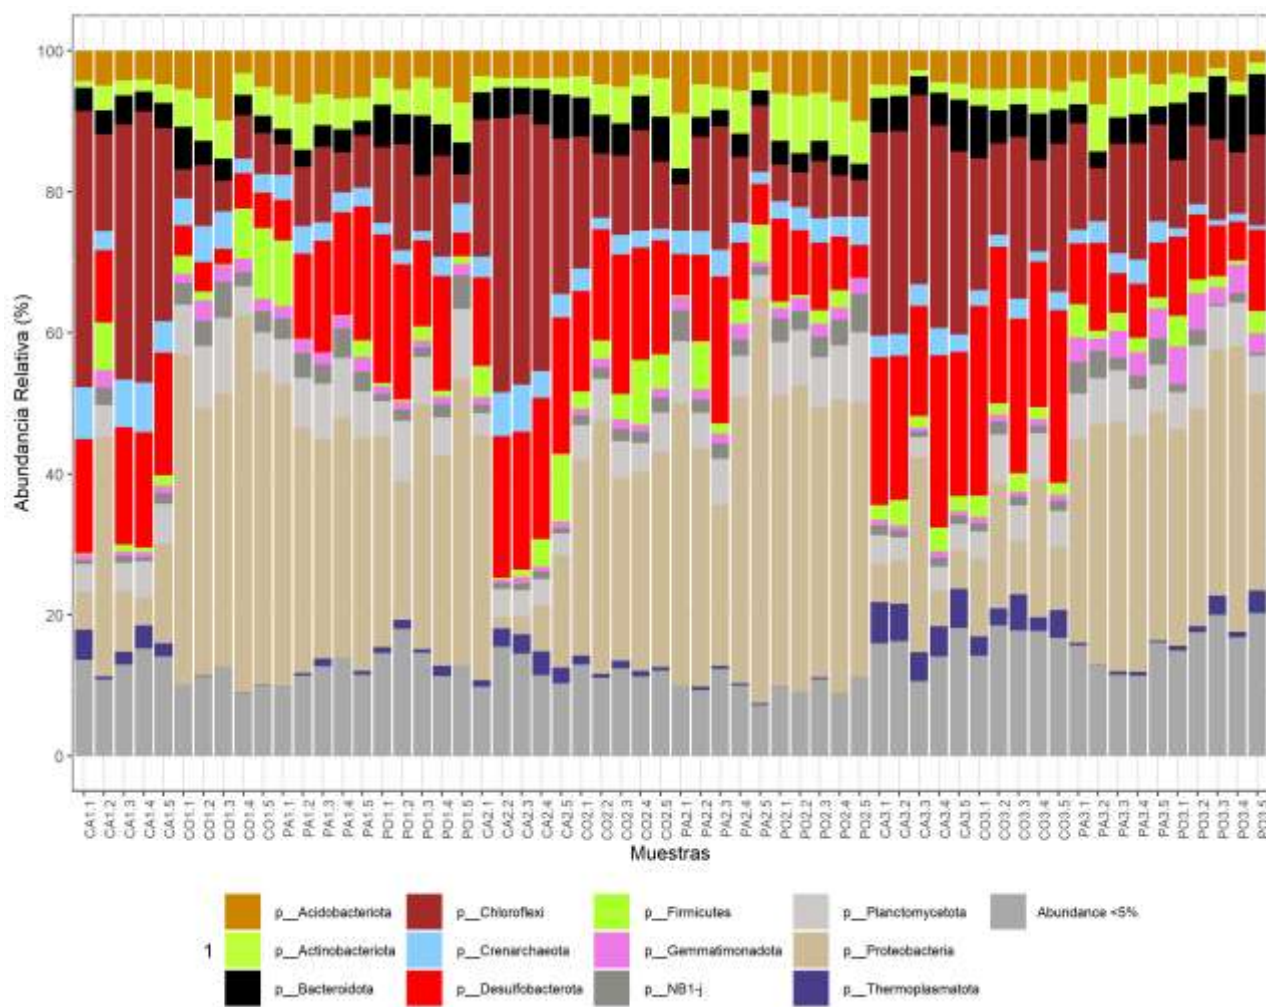 Abundancia Relativa (%)
100
80
60
40
20
0
CA1.1
CA1.2
CA1.3
CA1.4
CA1.5
CO1.1
CO1.2
CO1.3
CO1.4
CO1.5
PA1.1
PA1.2
PA1.3
PA1.4
PA1.5
PO1.1
PO1.2
PO1.3
PO1.4
PO1.5
CA2.1
CA2.2
CA2.3
CA2.4
CA2.5
CO2.1
CO2.2
CO2.3
CO2.4
CO2.5
PA2.1
PA2.2
PA2.3
PA2.4
PA2.5
PO2.1
PO2.2
PO2.3
PO2.4
PO2.5
CA3.1
CA3.2
CA3.3
CA3.4
CA3.5
CO3.1
CO3.2
CO3.3
CO3.4
CO3.5
PA3.1
PA3.2
PA3.3
PA3.4
PA3.5
PO3.1
PO3.2
PO3.3
PO3.4
PO3.5
Muestras
p__Acidobacteriota p__Chloroflexi p__Firmicutes p__Planctomycetota Abundance <5%
1 p__Actinobacteriota p__Crenarchaeota p__Gemmatimonadota p__Proteobacteria
p__Bacteroidota p__Desulfobacterota p__NB1-j p__Thermoplasmatota